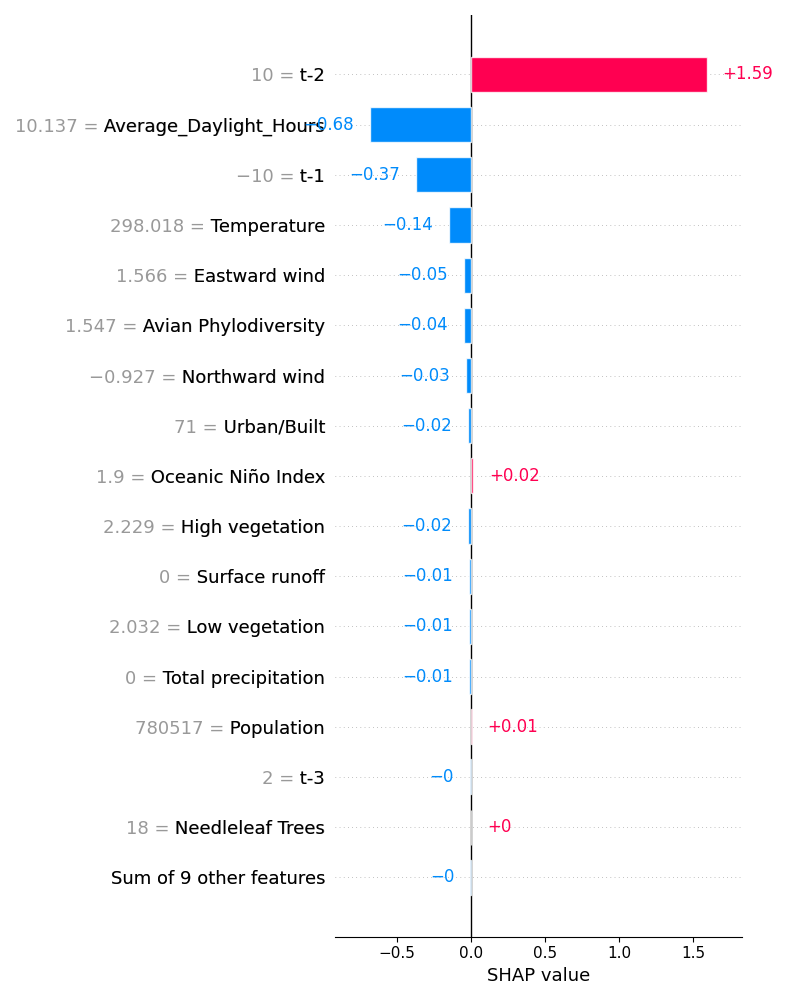 10 = t-2 +1.59
10.137 = Average_Daylight_Hours −0.68
−10 = t-1 −0.37
298.018 = Temperature −0.14
1.566 = Eastward wind −0.05
1.547 = Avian Phylodiversity −0.04
−0.927 = Northward wind −0.03
71 = Urban/Built −0.02
1.9 = Oceanic Niño Index +0.02
2.229 = High vegetation −0.02
0 = Surface runoff −0.01
2.032 = Low vegetation −0.01
0 = Total precipitation −0.01
780517 = Population +0.01
2 = t-3 −0
18 = Needleleaf Trees +0
Sum of 9 other features −0
−0.5 0.0 0.5 1.0 1.5
SHAP value